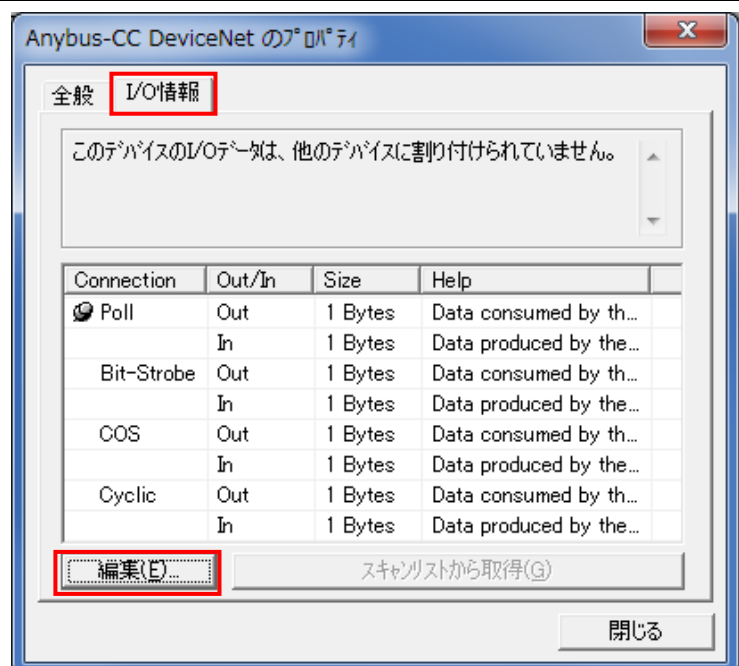 Anybus-CC DeviceNet のﾌﾟﾛﾊﾟﾃｨ
全般 I/O情報
このﾃﾞﾊﾞｲｽのI/Oﾃﾞｰﾀは、他のﾃﾞﾊﾞｲｽに割り付けられていません。
Connection Out/In Size Help
Poll Out 1 Bytes Data consumed by th...
In 1 Bytes Data produced by the...
Bit-Strobe Out 1 Bytes Data consumed by th...
In 1 Bytes Data produced by the...
COS Out 1 Bytes Data consumed by th...
In 1 Bytes Data produced by the...
Cyclic Out 1 Bytes Data consumed by th...
In 1 Bytes Data produced by the...
編集(E)... ｽｷｬﾝﾘｽﾄから取得(G)
閉じる